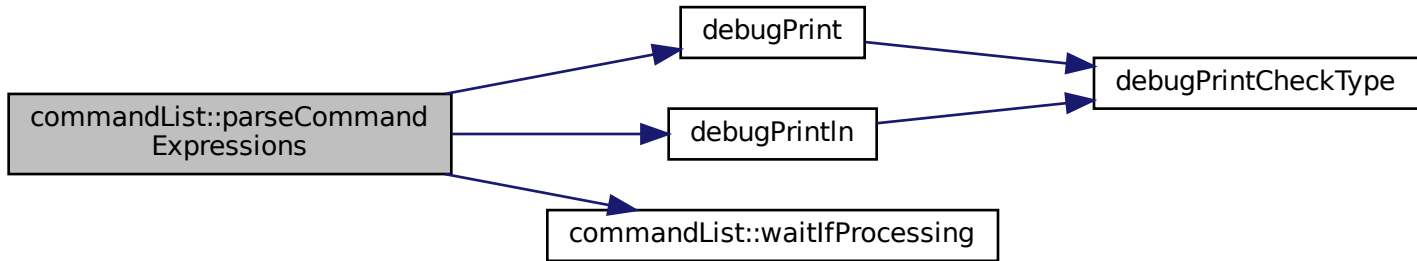 commandList::parseCommand
Expressions
debugPrint
debugPrintln
commandList::waitIfProcessing
debugPrintCheckType